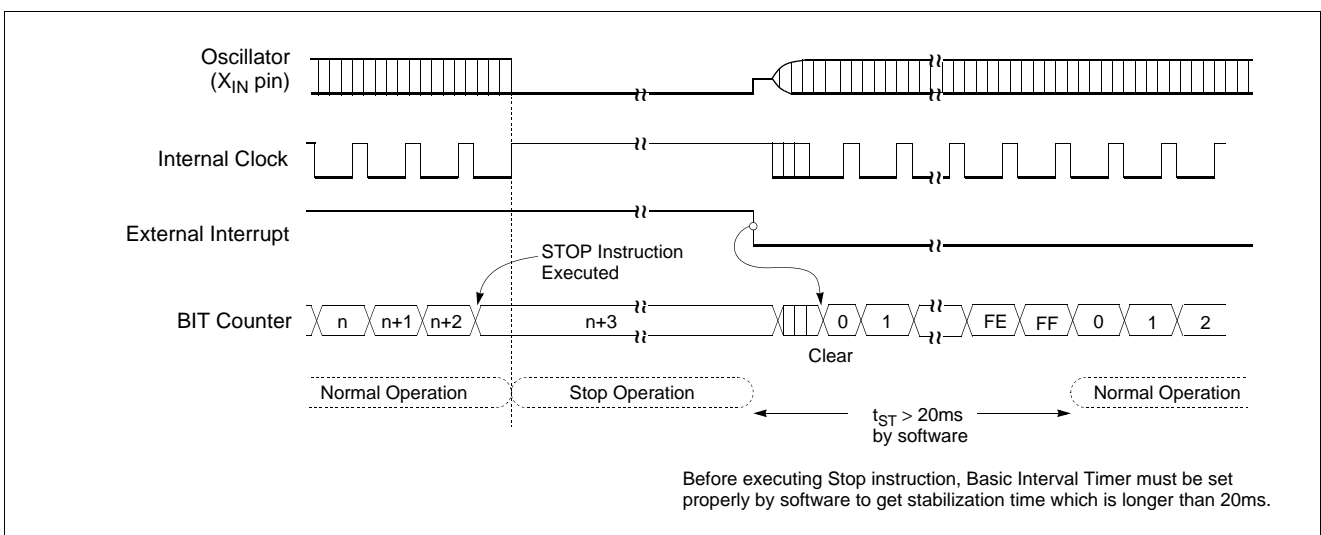 Oscillator
(XIN pin)
Internal Clock
External Interrupt
STOP Instruction
Executed
BIT Counter
n n+1 n+2 n+3 0 1 FE FF 0 1 2
Clear
Normal Operation Stop Operation Normal Operation
tST > 20ms
by software
Before executing Stop instruction, Basic Interval Timer must be set
properly by software to get stabilization time which is longer than 20ms.